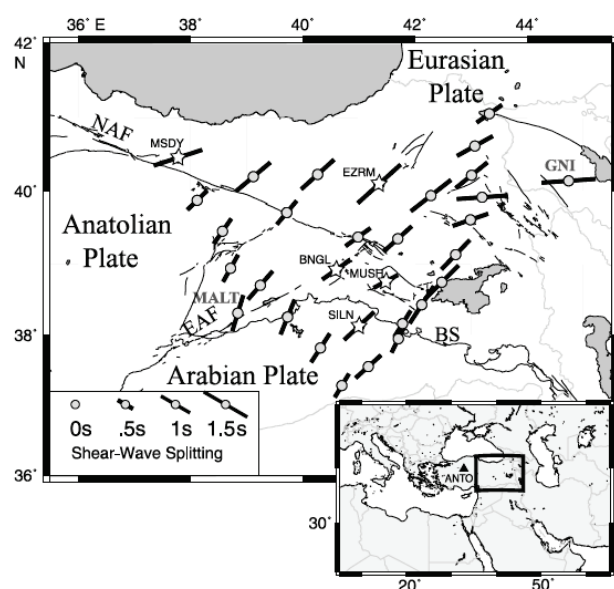 36 E 38 40 42 44
42
N
Eurasian
Plate
NAF
MSDY
EZRM
GNI
40
Anatolian
Plate
BNGL
MUSH
MALT
EAF
SILN
BS
38
Arabian Plate
0s .5s 1s 1.5s
Shear-Wave Splitting
36
ANTO
30
20 50